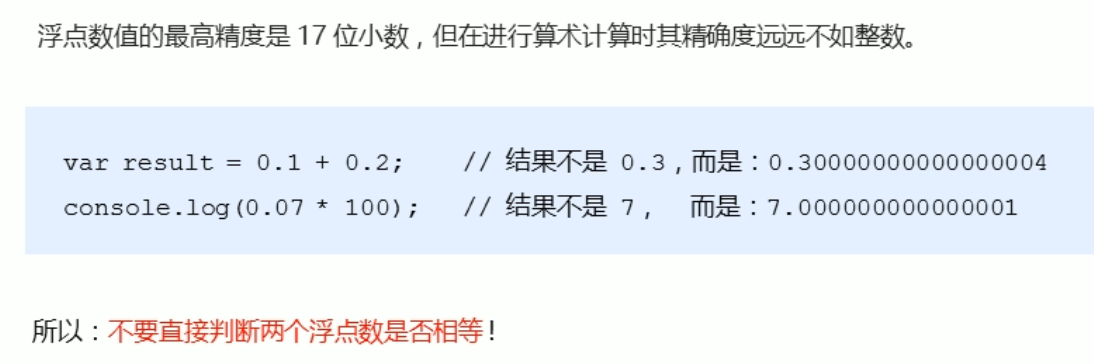 浮点数值的最高精度是 17 位小数，但在进行算术计算时其精确度远远不如整数。
var result = 0.1 + 0.2;    // 结果不是 0.3，而是：0.30000000000000004
console.log(0.07 * 100);   // 结果不是 7，  而是：7.000000000000001
所以：不要直接判断两个浮点数是否相等！